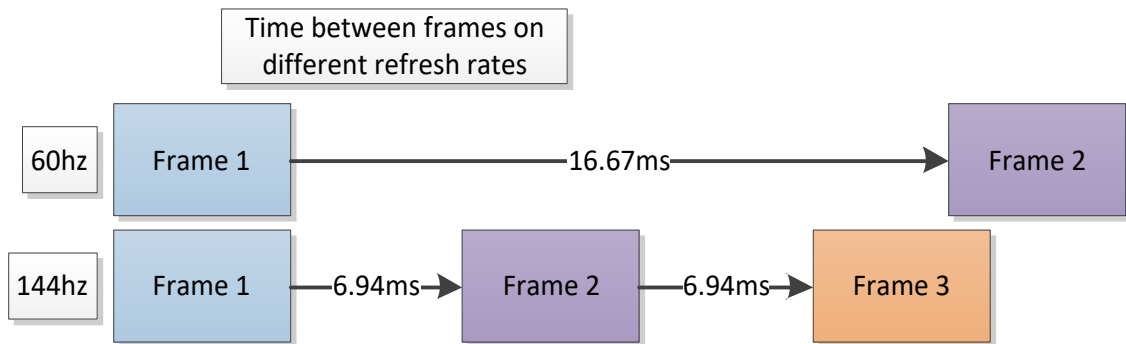 Time between frames on
different refresh rates
60hz
Frame 1
16.67ms
Frame 2
144hz
Frame 1
6.94ms
Frame 2
6.94ms
Frame 3